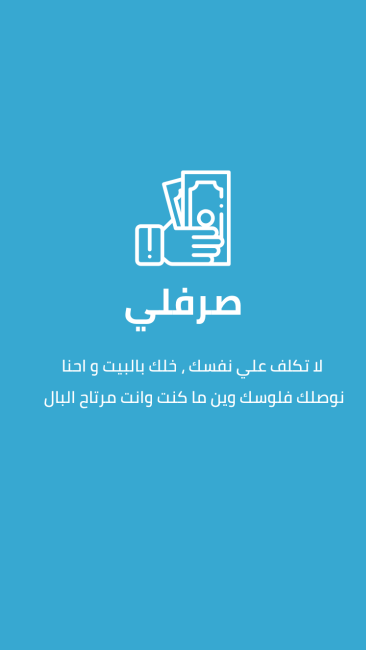 صرفلي
لا تكلف علي نفسك , خلك بالبيت و احنا
نوصلك فلوسك وين ما كنت وانت مرتاح البال